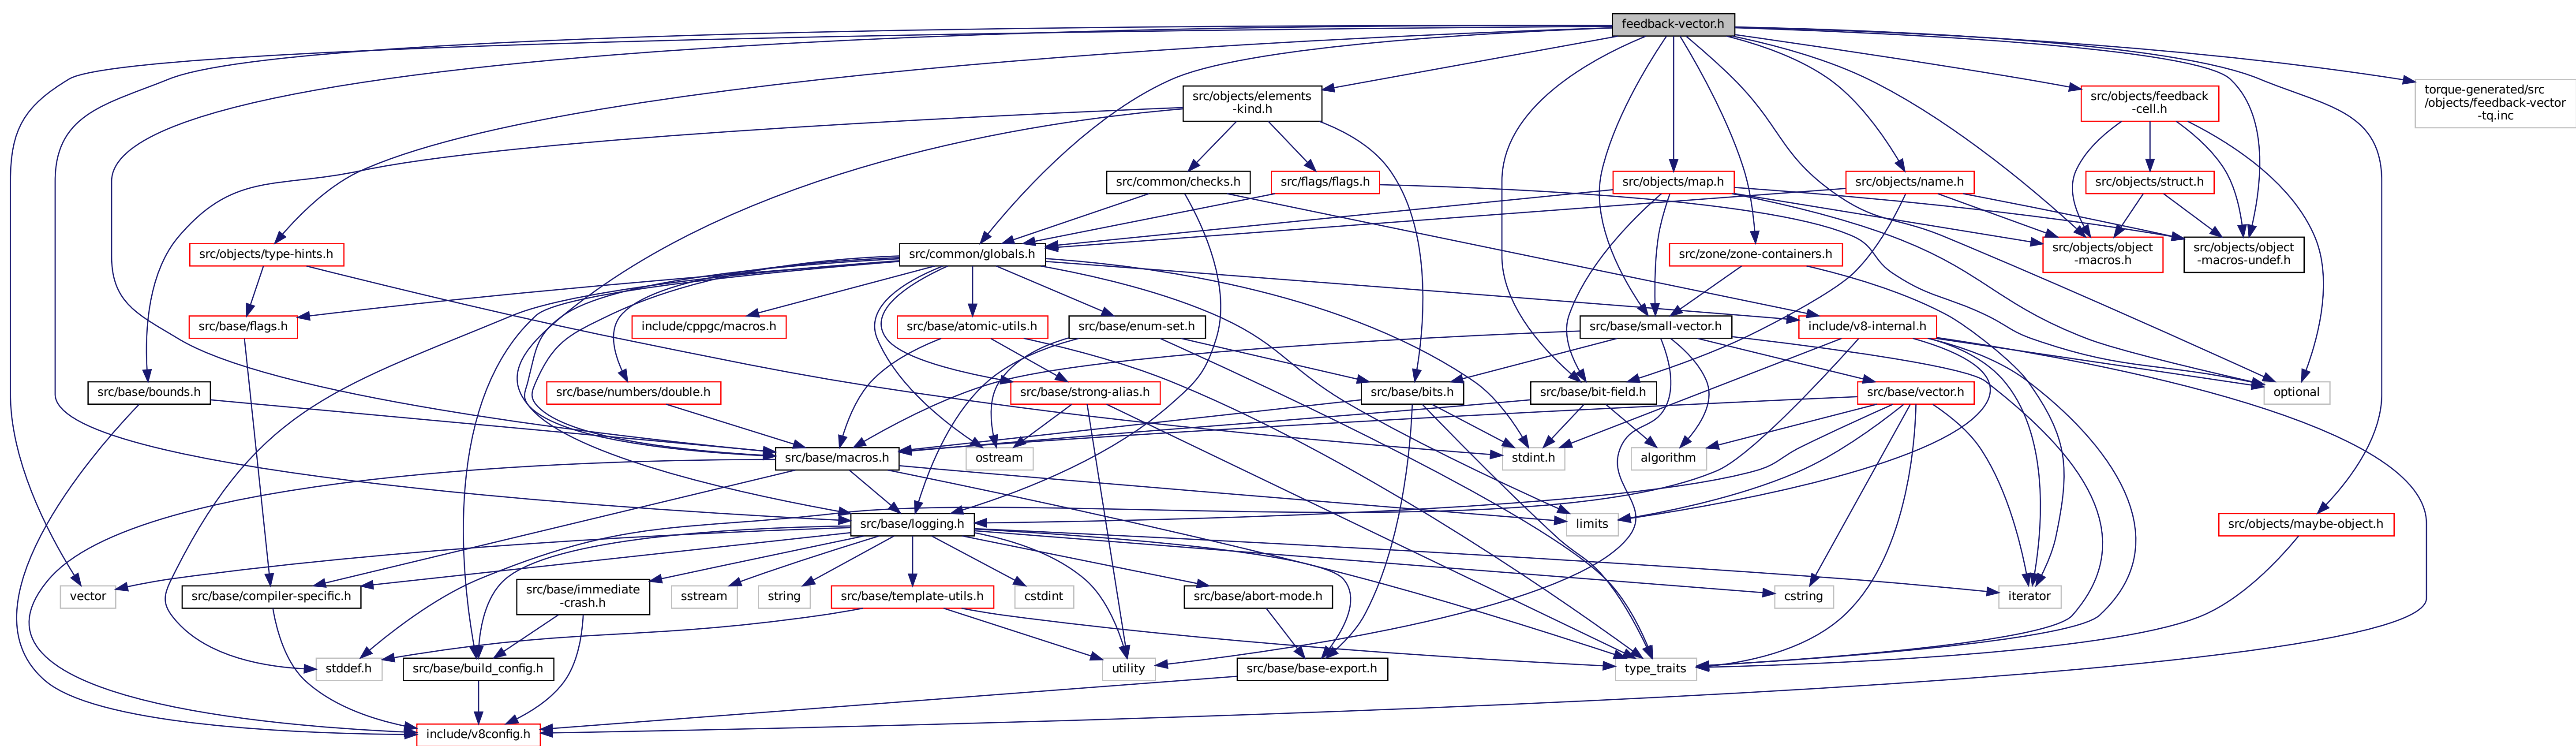 feedback-vector.h
torque-generated/src
/objects/feedback-vector
-tq.inc
src/objects/elements
-kind.h
src/objects/feedback
-cell.h
src/common/checks.h
src/flags/flags.h
src/objects/map.h
src/objects/name.h
src/objects/struct.h
src/objects/type-hints.h
src/common/globals.h
src/zone/zone-containers.h
src/objects/object
-macros.h
src/objects/object
-macros-undef.h
src/base/flags.h
include/cppgc/macros.h
src/base/atomic-utils.h
src/base/enum-set.h
src/base/small-vector.h
include/v8-internal.h
src/base/bounds.h
src/base/numbers/double.h
src/base/strong-alias.h
src/base/bits.h
src/base/bit-field.h
src/base/vector.h
optional
src/base/macros.h
ostream
stdint.h
algorithm
src/base/logging.h
limits
src/objects/maybe-object.h
vector
src/base/compiler-specific.h
src/base/immediate
-crash.h
sstream
string
src/base/template-utils.h
cstdint
src/base/abort-mode.h
cstring
iterator
stddef.h
src/base/build_config.h
utility
src/base/base-export.h
type_traits
include/v8config.h